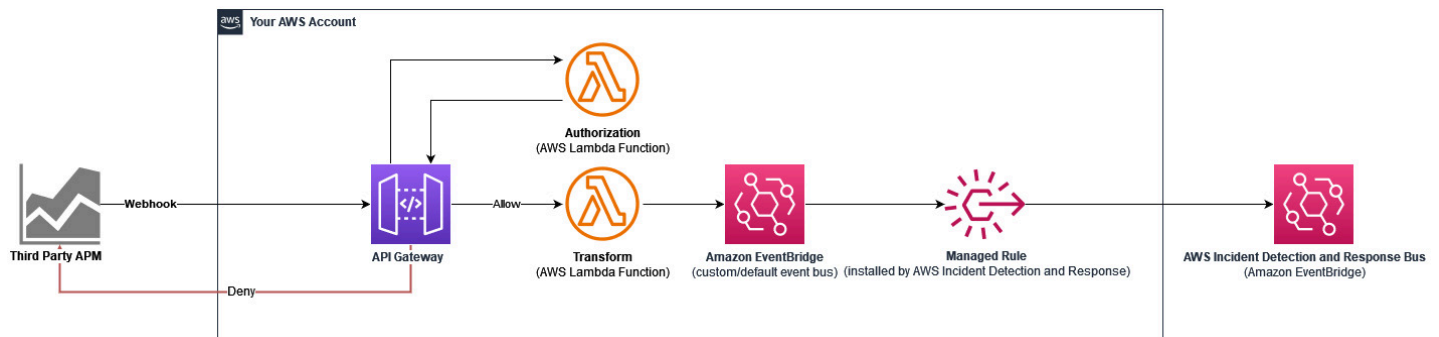 aws
Your AWS Account
Authorization
(AWS Lambda Function)
Webhook
Allow
Third Party APM
API Gateway
Transform
(AWS Lambda Function)
Amazon EventBridge
(custom/default event bus)
Managed Rule
(installed by AWS Incident Detection and Response)
AWS Incident Detection and Response Bus
(Amazon EventBridge)
Deny